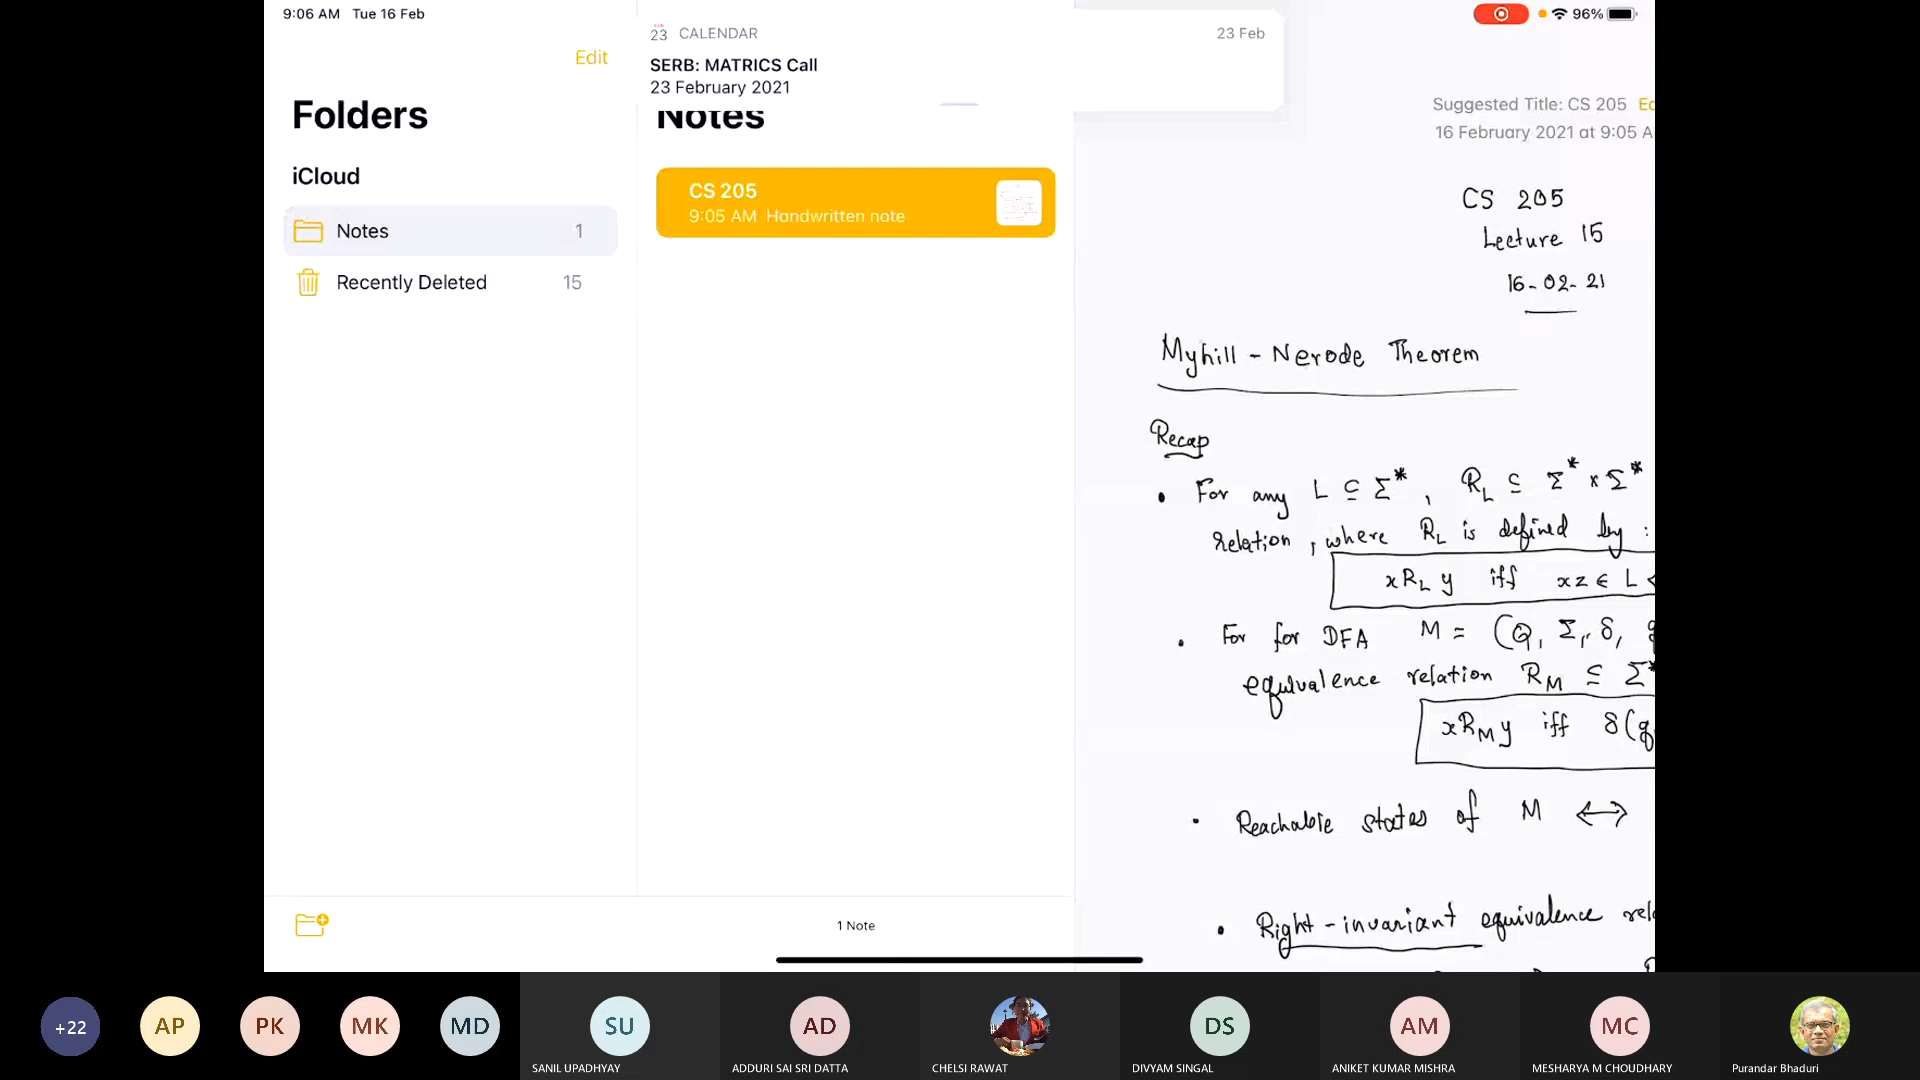 9:06 AM Tue 16 Feb
96%
Edit
Folders
iCloud
Notes 1
Recently Deleted 15
23 CALENDAR 23 Feb
SERB: MATRICS Call
23 February 2021
Notes
CS 205
9:05 AM Handwritten note
1 Note
Suggested Title: CS 205
16 February 2021 at 9:05 A
CS 205
Lecture 15
16-02-21
Myhill-Nerode Theorem
Recap
• For any L ⊆ Σ*, R_L ⊆ Σ* x Σ*
relation, where R_L is defined by:
xR_L y iff xz ∈ L
• For for DFA M = (Q, Σ, δ,
equivalence relation R_M ⊆ Σ*
xR_M y iff δ(q
• Reachable states of M ↔
• Right-invariant equivalence rel
+22 AP PK MK MD SU AD DS AM MC
SANIL UPADHYAY ADDURI SAI SRI DATTA CHELSI RAWAT DIVYAM SINGAL ANIKET KUMAR MISHRA MESHARYA M CHOUDHARY Purandar Bhaduri